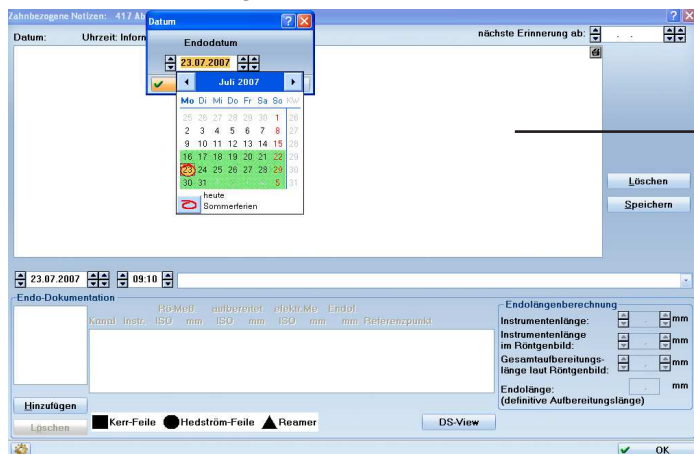 Zahnbezogene Notizen: 417 Ab
Datum
Datum:
Uhrzeit: Inform
nächste Erinnerung ab:
Endodatum
23.07.2007
Juli 2007
Mo Di Mi Do Fr Sa So KW
25 26 27 28 29 30 1 26
2 3 4 5 6 7 8 27
9 10 11 12 13 14 15 28
16 17 18 19 20 21 22 29
23 24 25 26 27 28 29 30
30 31 5 31
heute
Sommerferien
Löschen
Speichern
23.07.2007 09:10
Endo-Dokumentation
Rö-Meß. aufbereitet elektr.Me Endol.
Kanal Instr. ISO mm ISO mm ISO mm mm Referenzpunkt
Hinzufügen
Löschen
Kerr-Feile Hedström-Feile Reamer
DS-View
Endolängenberechnung
Instrumentenlänge: mm
Instrumentenlänge
im Röntgenbild: mm
Gesamtaufbereitungs-
länge laut Röntgenbild: mm
Endolänge: mm
(definitive Aufbereitungslänge)
OK